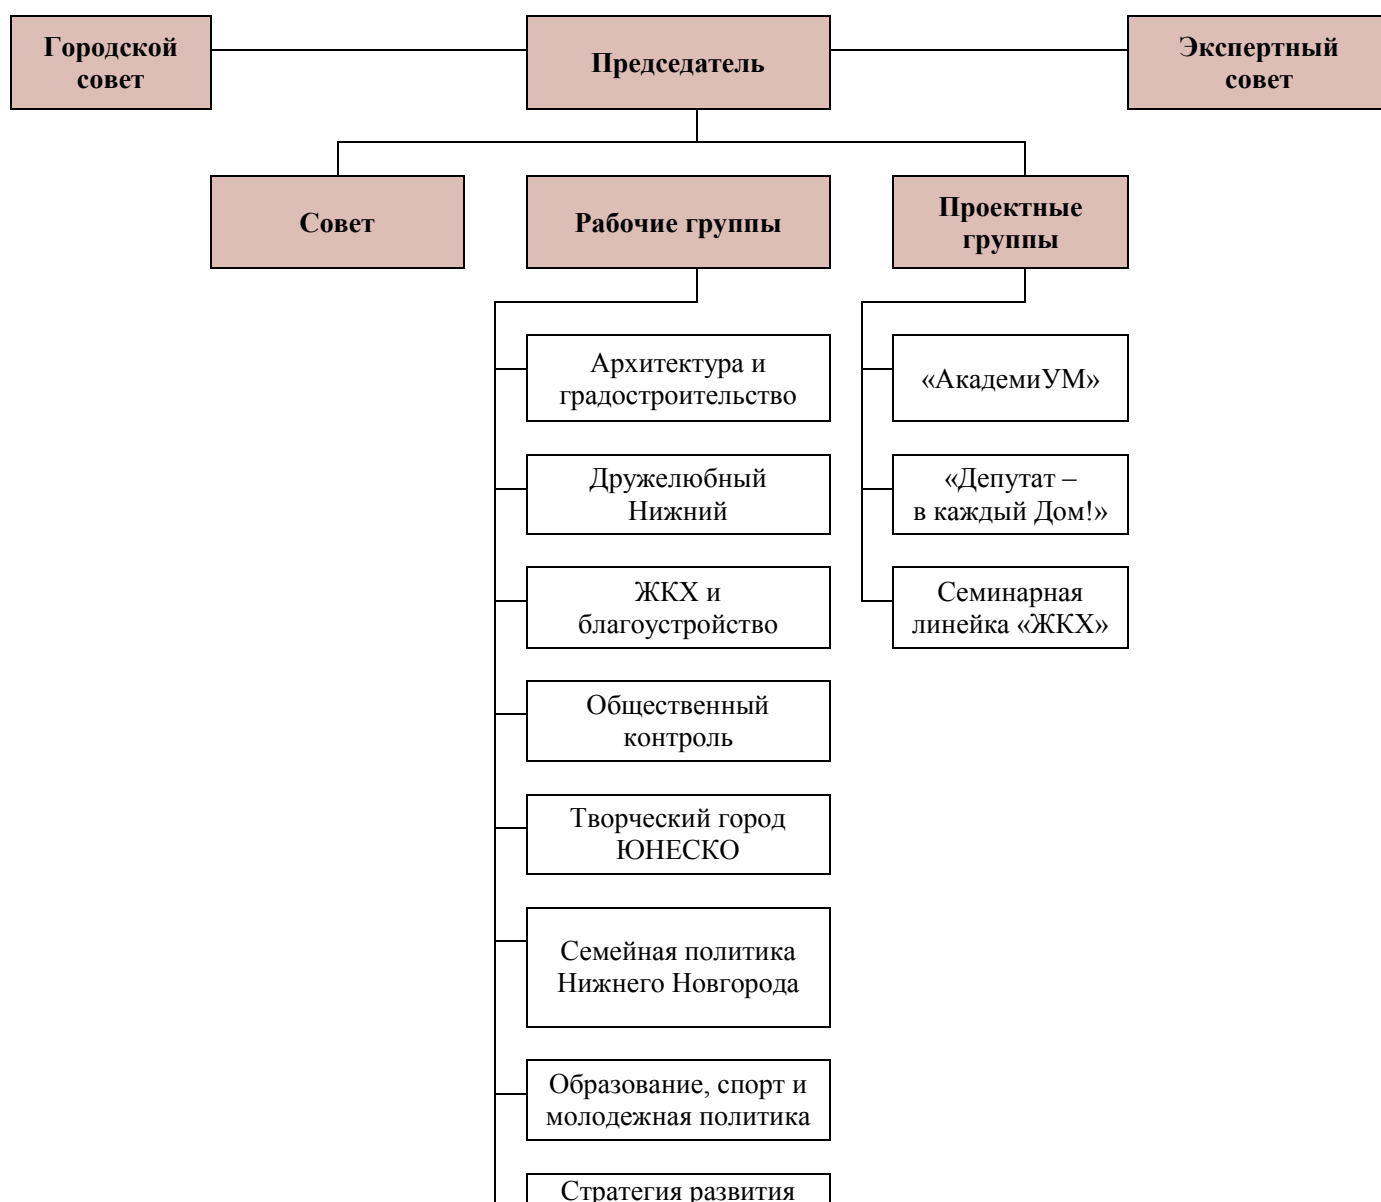 Городской
совет
Председатель
Экспертный
совет
Совет
Рабочие группы
Проектные
группы
Архитектура и
градостроительство
«АкадемиУМ»
Дружелюбный
Нижний
«Депутат –
в каждый Дом!»
ЖКХ и
благоустройство
Семинарная
линейка «ЖКХ»
Общественный
контроль
Творческий город
ЮНЕСКО
Семейная политика
Нижнего Новгорода
Образование, спорт и
молодежная политика
Стратегия развития